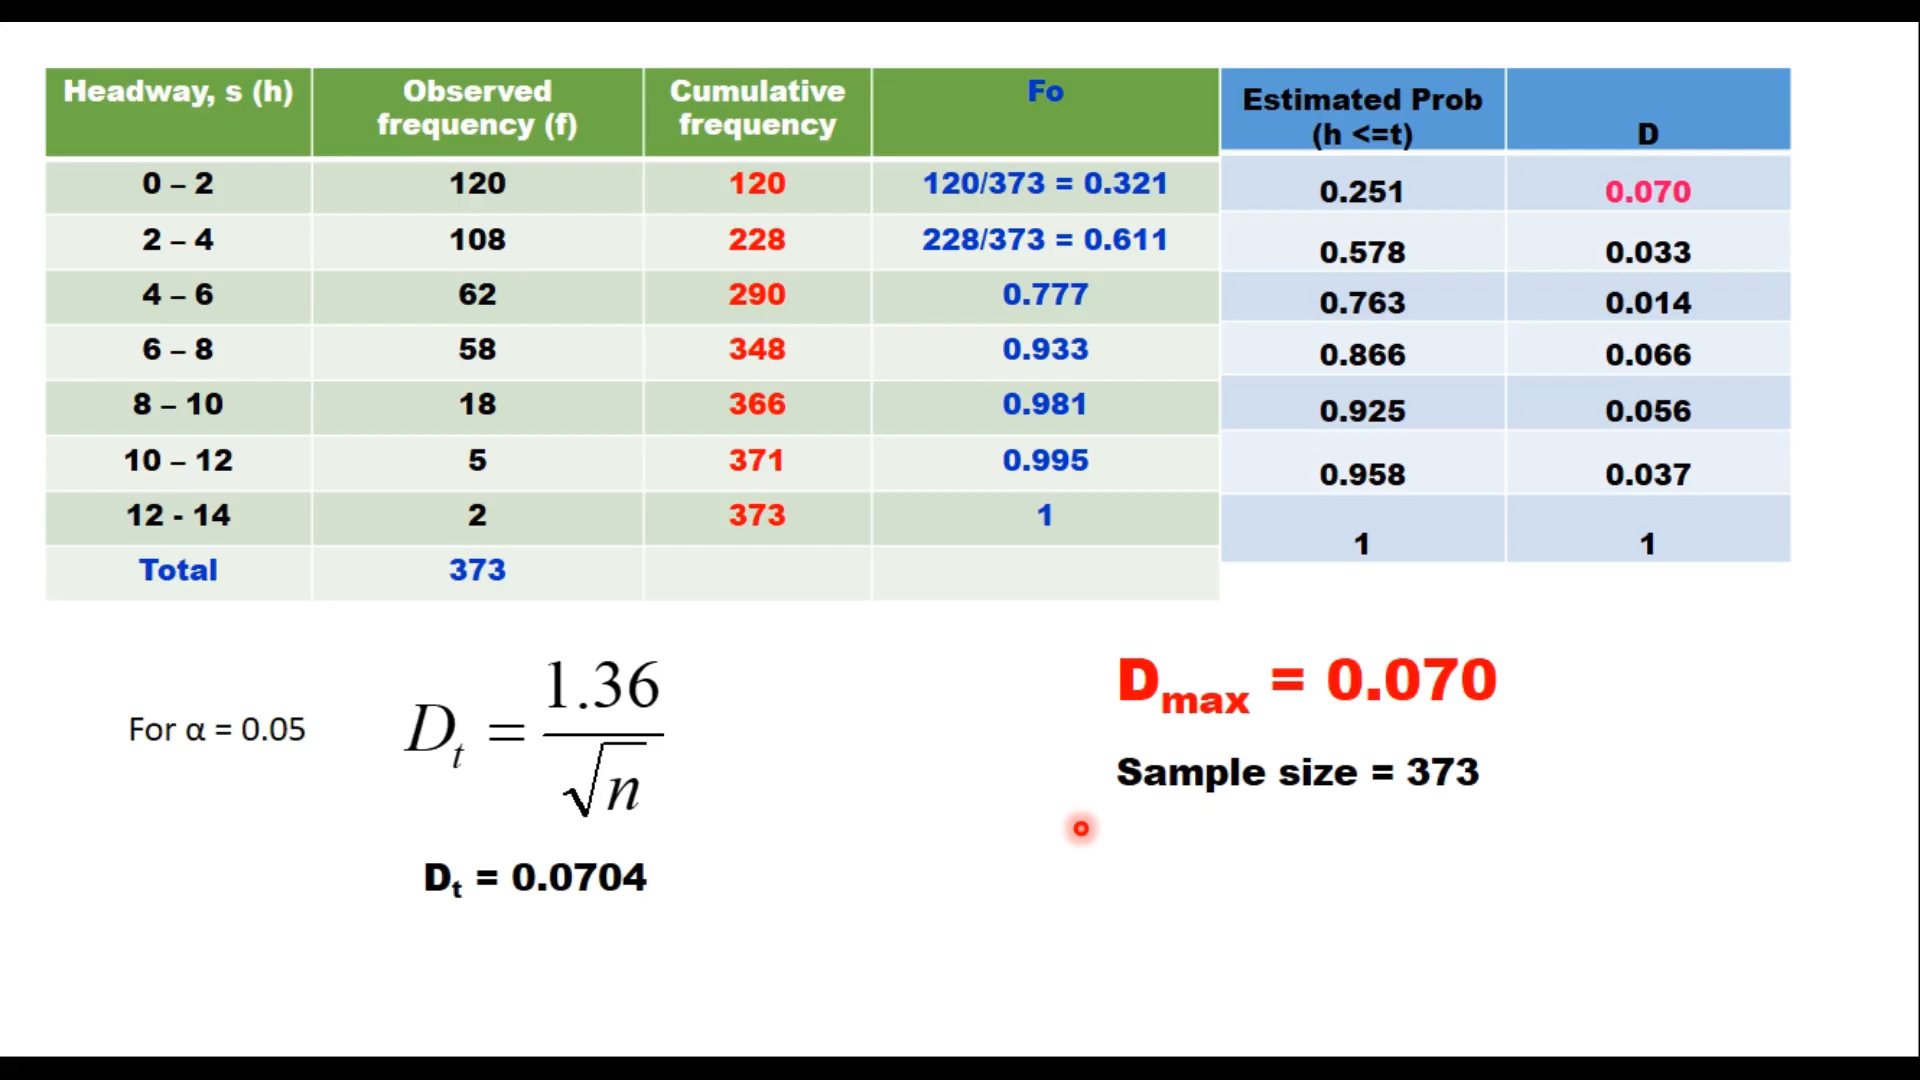 Headway, s (h) Observed frequency (f) Cumulative frequency Fo Estimated Prob (h <=t) D
0 – 2 120 120 120/373 = 0.321 0.251 0.070
2 – 4 108 228 228/373 = 0.611 0.578 0.033
4 – 6 62 290 0.777 0.763 0.014
6 – 8 58 348 0.933 0.866 0.066
8 – 10 18 366 0.981 0.925 0.056
10 – 12 5 371 0.995 0.958 0.037
12 - 14 2 373 1 1 1
Total 373
For α = 0.05
Dt = 1.36 / √n
Dt = 0.0704
Dmax = 0.070
Sample size = 373